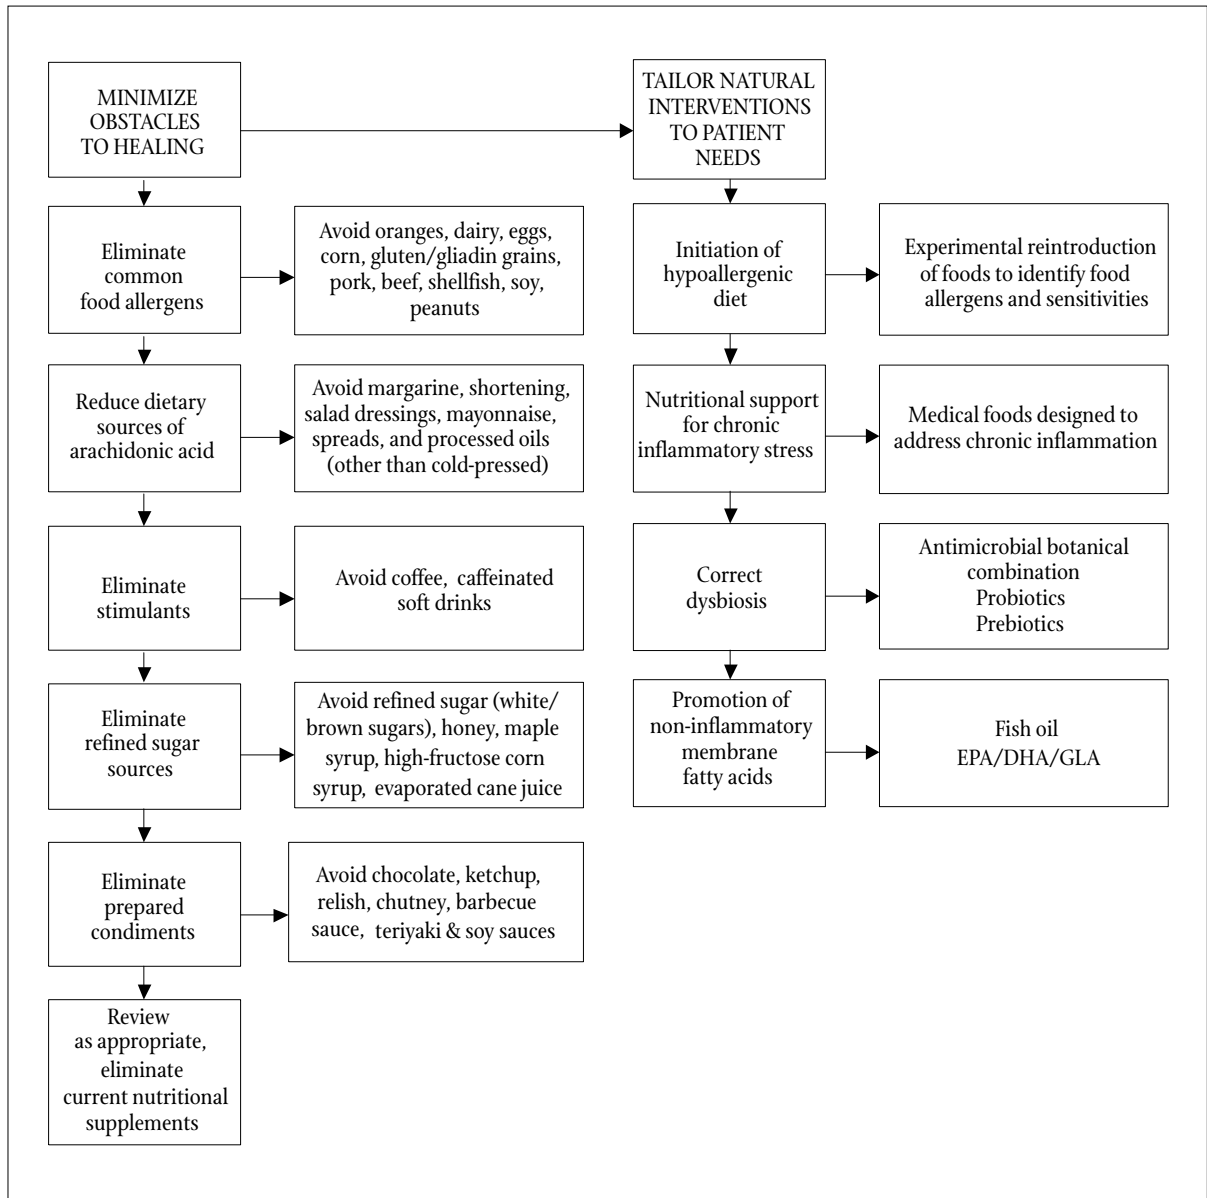 MINIMIZE
OBSTACLES
TO HEALING
TAILOR NATURAL
INTERVENTIONS
TO PATIENT
NEEDS
Eliminate
common
food allergens
Avoid oranges, dairy, eggs,
corn, gluten/gliadin grains,
pork, beef, shellfish, soy,
peanuts
Initiation of
hypoallergenic
diet
Experimental reintroduction
of foods to identify food
allergens and sensitivities
Reduce dietary
sources of
arachidonic acid
Avoid margarine, shortening,
salad dressings, mayonnaise,
spreads, and processed oils
(other than cold-pressed)
Nutritional support
for chronic
inflammatory stress
Medical foods designed to
address chronic inflammation
Eliminate
stimulants
Avoid coffee, caffeinated
soft drinks
Correct
dysbiosis
Antimicrobial botanical
combination
Probiotics
Prebiotics
Eliminate
refined sugar
sources
Avoid refined sugar (white/
brown sugars), honey, maple
syrup, high-fructose corn
syrup, evaporated cane juice
Promotion of
non-inflammatory
membrane
fatty acids
Fish oil
EPA/DHA/GLA
Eliminate
prepared
condiments
Avoid chocolate, ketchup,
relish, chutney, barbecue
sauce, teriyaki & soy sauces
Review
as appropriate,
eliminate
current nutritional
supplements